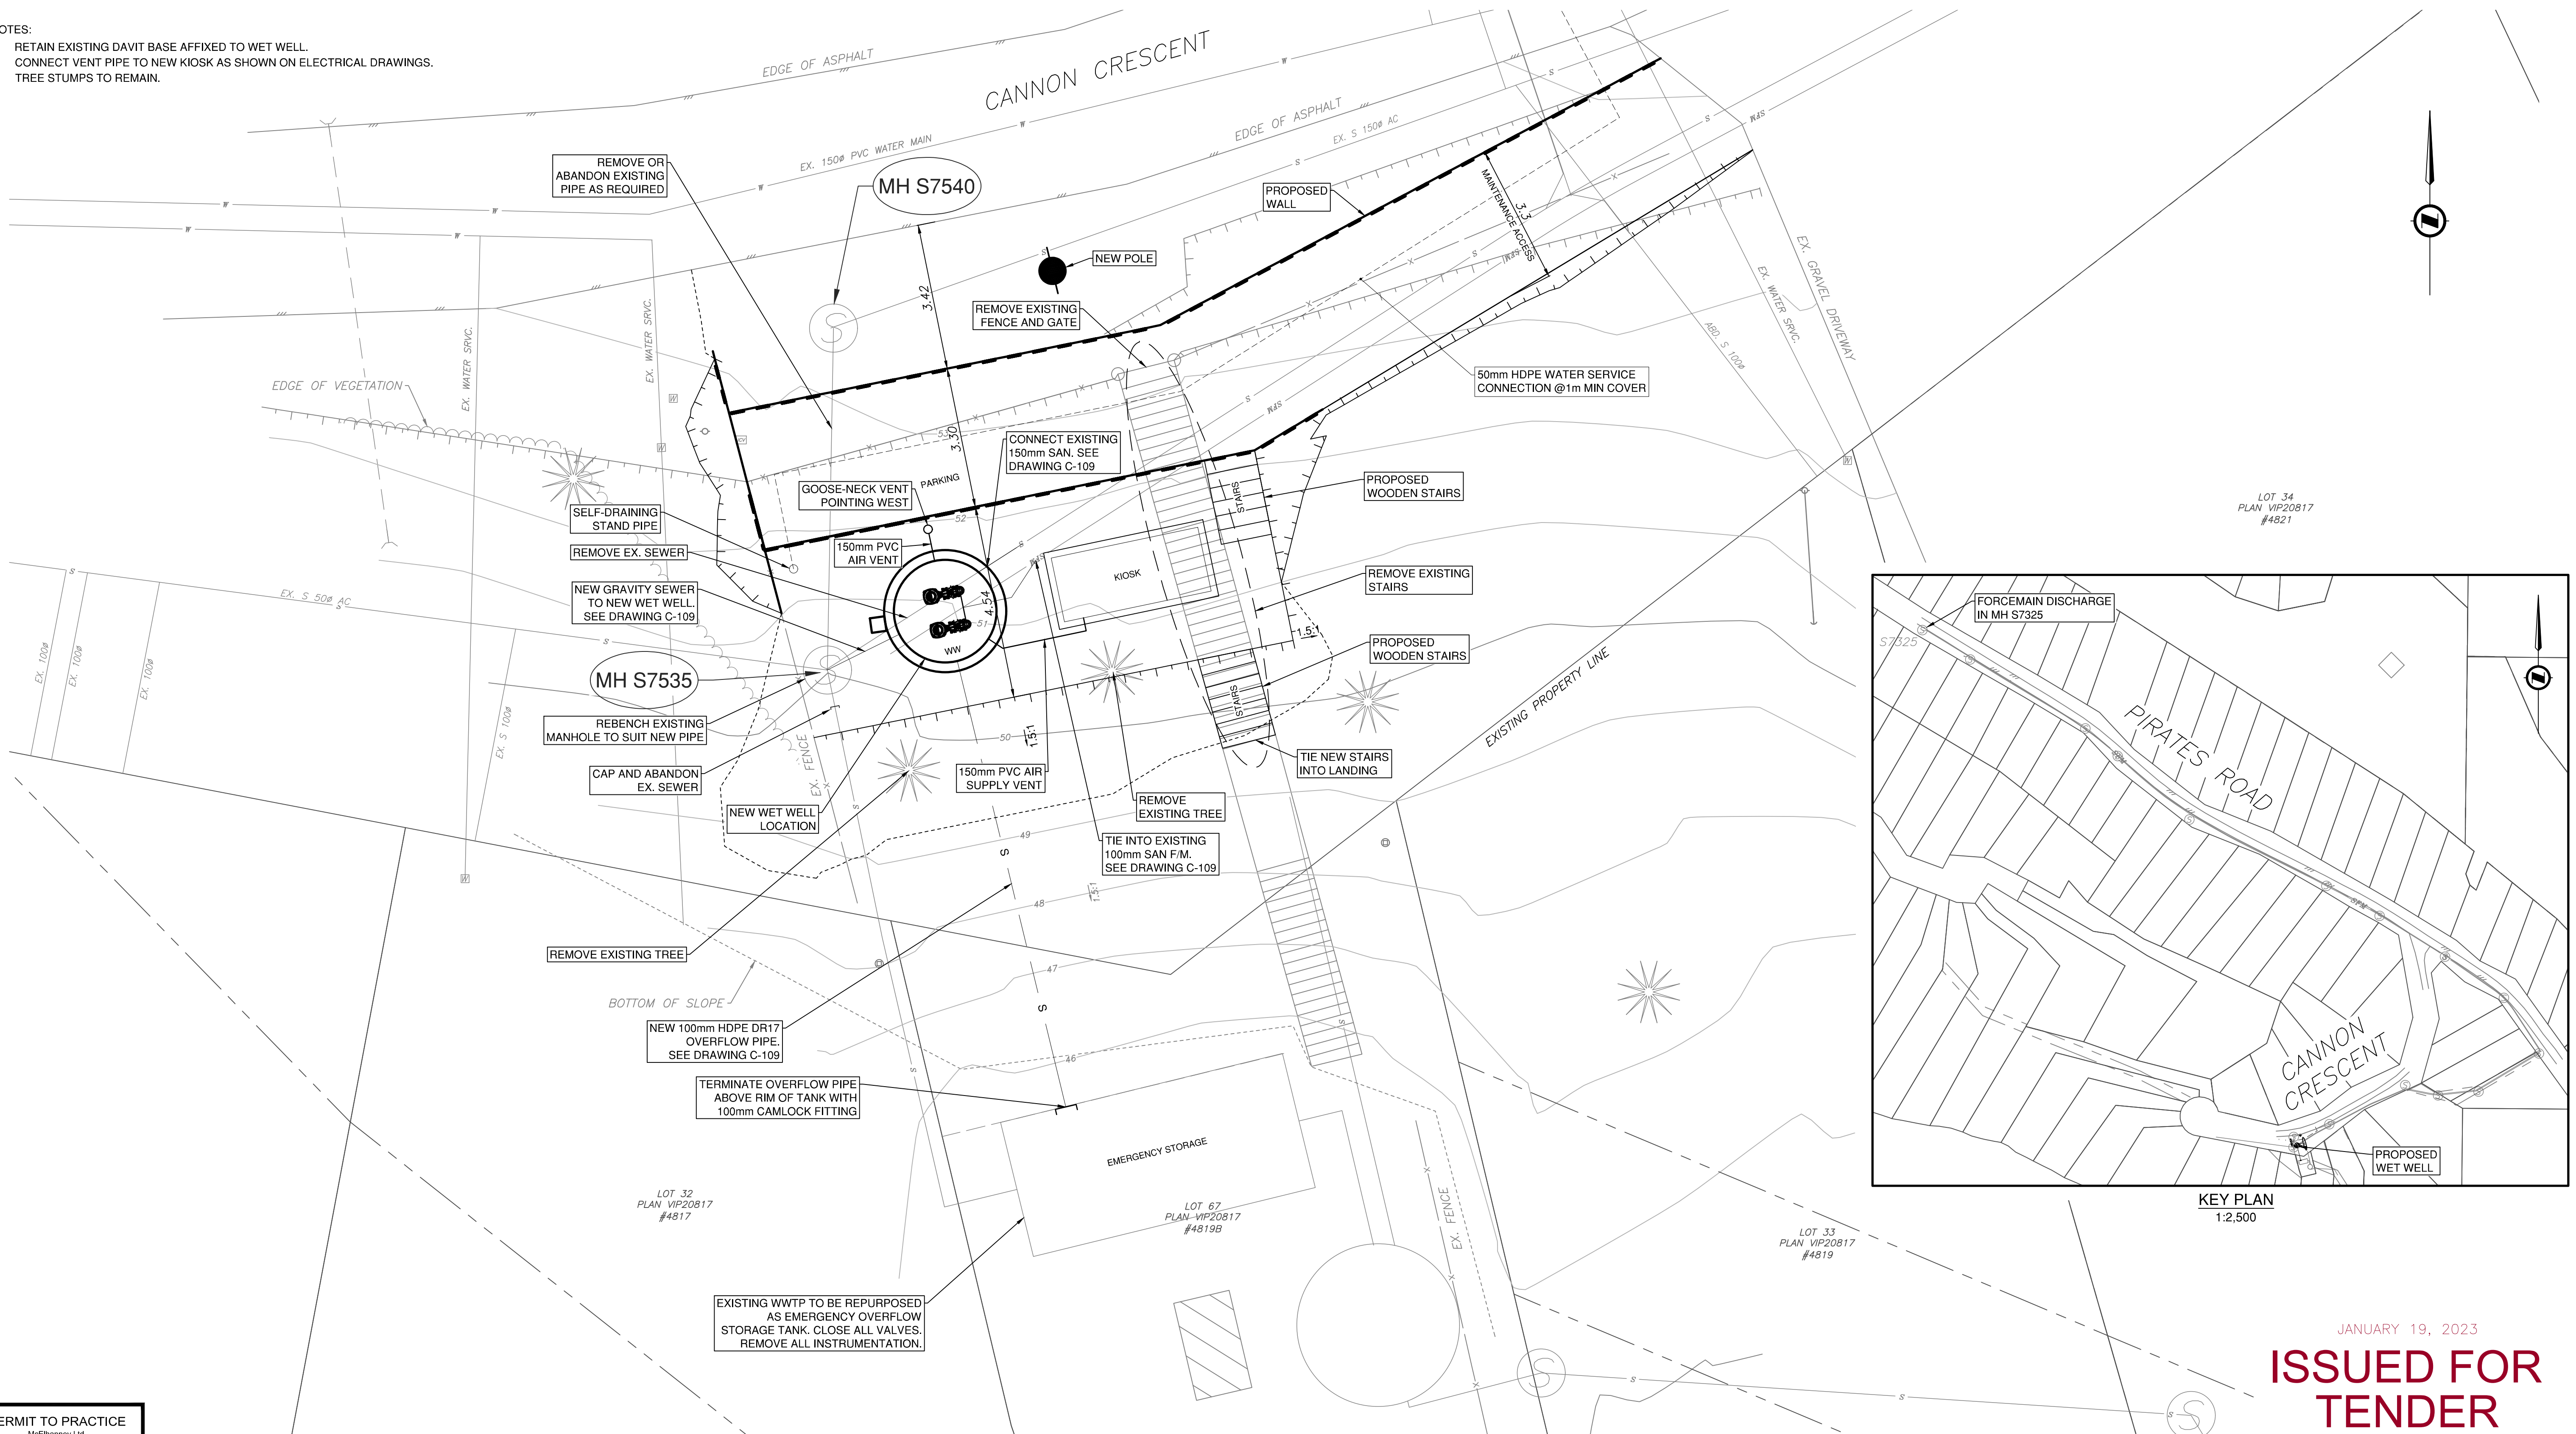 OTES:
RETAIN EXISTING DAVIT BASE AFFIXED TO WET WELL.
CONNECT VENT PIPE TO NEW KIOSK AS SHOWN ON ELECTRICAL DRAWINGS.
TREE STUMPS TO REMAIN.
EDGE OF ASPHALT
CANNON CRESCENT
EX. 150ø PVC WATER MAIN
EDGE OF ASPHALT
EX. S 150ø AC
REMOVE OR
ABANDON EXISTING
PIPE AS REQUIRED
MH S7540
PROPOSED
WALL
3.3
MAINTENANCE ACCESS
NEW POLE
3.42
REMOVE EXISTING
FENCE AND GATE
EX. GRAVEL DRIVEWAY
EX. WATER SRVC.
ABD. S 100ø
EX. WATER SRVC.
EX. WATER SRVC.
EDGE OF VEGETATION
50mm HDPE WATER SERVICE
CONNECTION @1m MIN COVER
53
3.30
CONNECT EXISTING
150mm SAN. SEE
DRAWING C-109
PARKING
GOOSE-NECK VENT
POINTING WEST
STAIRS
PROPOSED
WOODEN STAIRS
SELF-DRAINING
STAND PIPE
52
REMOVE EX. SEWER
150mm PVC
AIR VENT
KIOSK
REMOVE EXISTING
STAIRS
NEW GRAVITY SEWER
TO NEW WET WELL.
SEE DRAWING C-109
4.54
51
WW
1.5:1
PROPOSED
WOODEN STAIRS
EX. S 50ø AC
EX. 100ø
EX. 100ø
EX. 100ø
EX. S 100ø
MH S7535
STAIRS
REBENCH EXISTING
MANHOLE TO SUIT NEW PIPE
50
1.5:1
EX. FENCE
CAP AND ABANDON
EX. SEWER
150mm PVC AIR
SUPPLY VENT
TIE NEW STAIRS
INTO LANDING
EXISTING PROPERTY LINE
NEW WET WELL
LOCATION
REMOVE
EXISTING TREE
49
TIE INTO EXISTING
100mm SAN F/M.
SEE DRAWING C-109
48
1.5:1
REMOVE EXISTING TREE
47
BOTTOM OF SLOPE
NEW 100mm HDPE DR17
OVERFLOW PIPE.
SEE DRAWING C-109
46
TERMINATE OVERFLOW PIPE
ABOVE RIM OF TANK WITH
100mm CAMLOCK FITTING
EMERGENCY STORAGE
LOT 32
PLAN VIP20817
#4817
LOT 67
PLAN VIP20817
#4819B
EX. FENCE
LOT 33
PLAN VIP20817
#4819
EXISTING WWTP TO BE REPURPOSED
AS EMERGENCY OVERFLOW
STORAGE TANK. CLOSE ALL VALVES.
REMOVE ALL INSTRUMENTATION.
LOT 34
PLAN VIP20817
#4821
FORCEMAIN DISCHARGE
IN MH S7325
S7325
PIRATES ROAD
SFM
CANNON
CRESCENT
PROPOSED
WET WELL
KEY PLAN
1:2,500
JANUARY 19, 2023
ISSUED FOR
TENDER
ERMIT TO PRACTICE